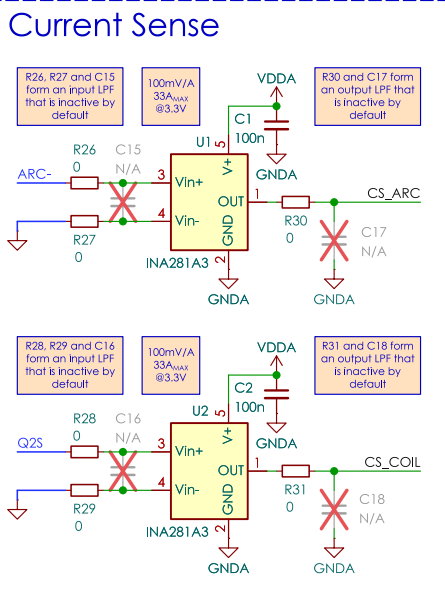 Current Sense
R26, R27 and C15
form an input LPF
that is inactive by
default
100mV/A
33AMAX
@3.3V
VDDA
R30 and C17 form
an output LPF that
is inactive by
default
C1
100n
GNDA
U1
5
V+
R26
0
C15
N/A
ARC-
3
Vin+
OUT
1
CS_ARC
4
Vin-
GND
R30
0
C17
N/A
R27
0
INA281A3
2
GNDA
GNDA
R28, R29 and C16
form an input LPF
that is inactive by
default
100mV/A
33AMAX
@3.3V
VDDA
R31 and C18 form
an output LPF that
is inactive by
default
C2
100n
GNDA
U2
5
V+
R28
0
C16
N/A
Q2S
3
Vin+
OUT
1
CS_COIL
4
Vin-
GND
R31
0
C18
N/A
R29
0
INA281A3
2
GNDA
GNDA